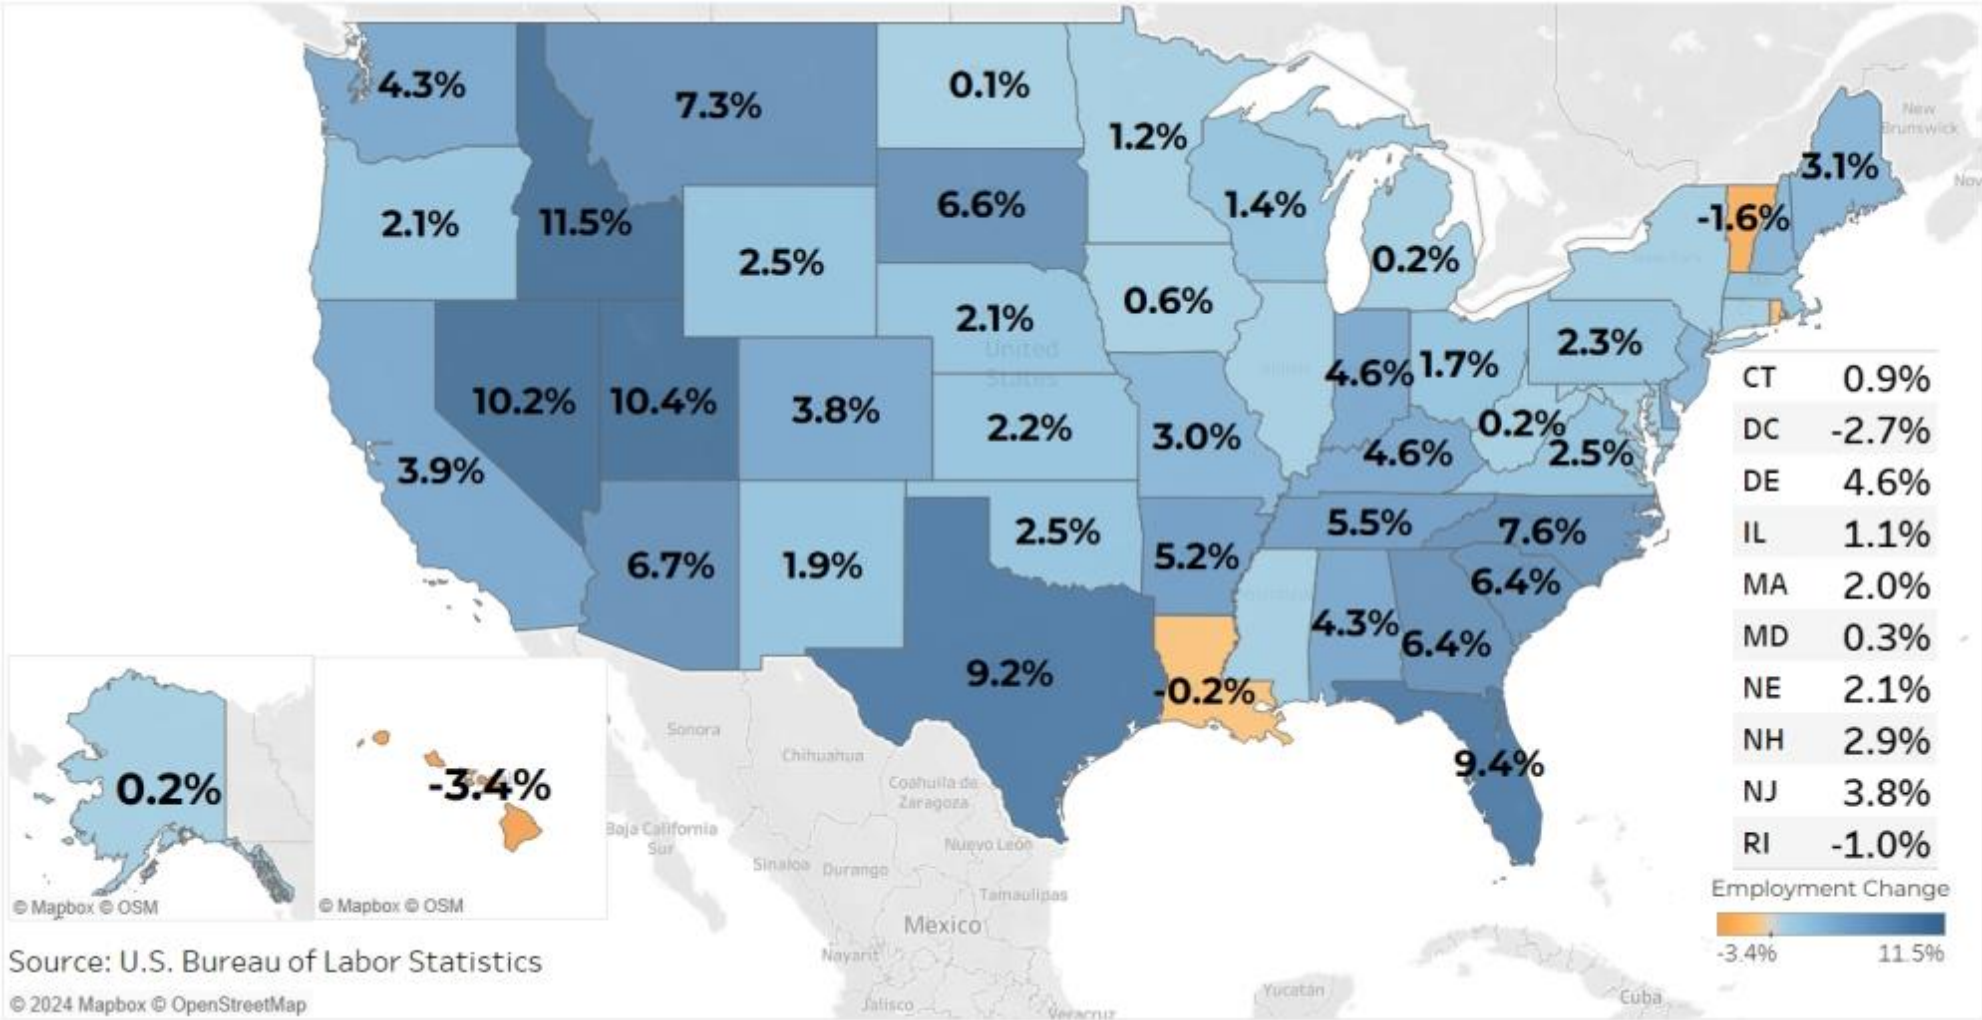 New
Brunswick
Nov
4.3%
7.3%
0.1%
1.2%
3.1%
2.1%
11.5%
6.6%
1.4%
-1.6%
2.5%
0.2%
0.6%
2.1%
United
States
2.3%
4.6%
1.7%
10.2%
10.4%
3.8%
2.2%
3.0%
0.2%
4.6%
2.5%
3.9%
5.5%
7.6%
2.5%
5.2%
6.7%
1.9%
6.4%
4.3%
6.4%
9.2%
-0.2%
9.4%
0.2%
-3.4%
CT 0.9%
DC -2.7%
DE 4.6%
IL 1.1%
MA 2.0%
MD 0.3%
NE 2.1%
NH 2.9%
NJ 3.8%
RI -1.0%
Employment Change
-3.4% 11.5%
Sonora
Chihuahua
Coahuila de
Zaragoza
Baja California
Sur
Nuevo León
Sinaloa
Durango
Tamaulipas
Mexico
Nayarit
Jalisco
Veracruz
Yucatán
Cuba
© Mapbox © OSM
© Mapbox © OSM
Source: U.S. Bureau of Labor Statistics
© 2024 Mapbox © OpenStreetMap